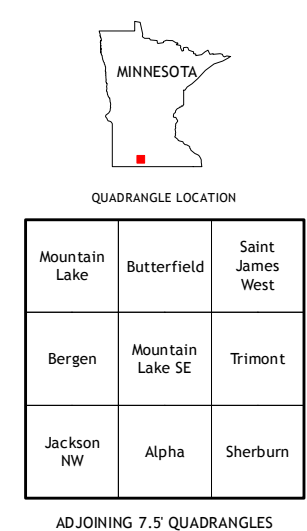 MINNESOTA
QUADRANGLE LOCATION
Mountain
Lake
Butterfield
Saint
James
West
Bergen
Mountain
Lake SE
Trimont
Jackson
NW
Alpha
Sherburn
ADJOINING 7.5' QUADRANGLES